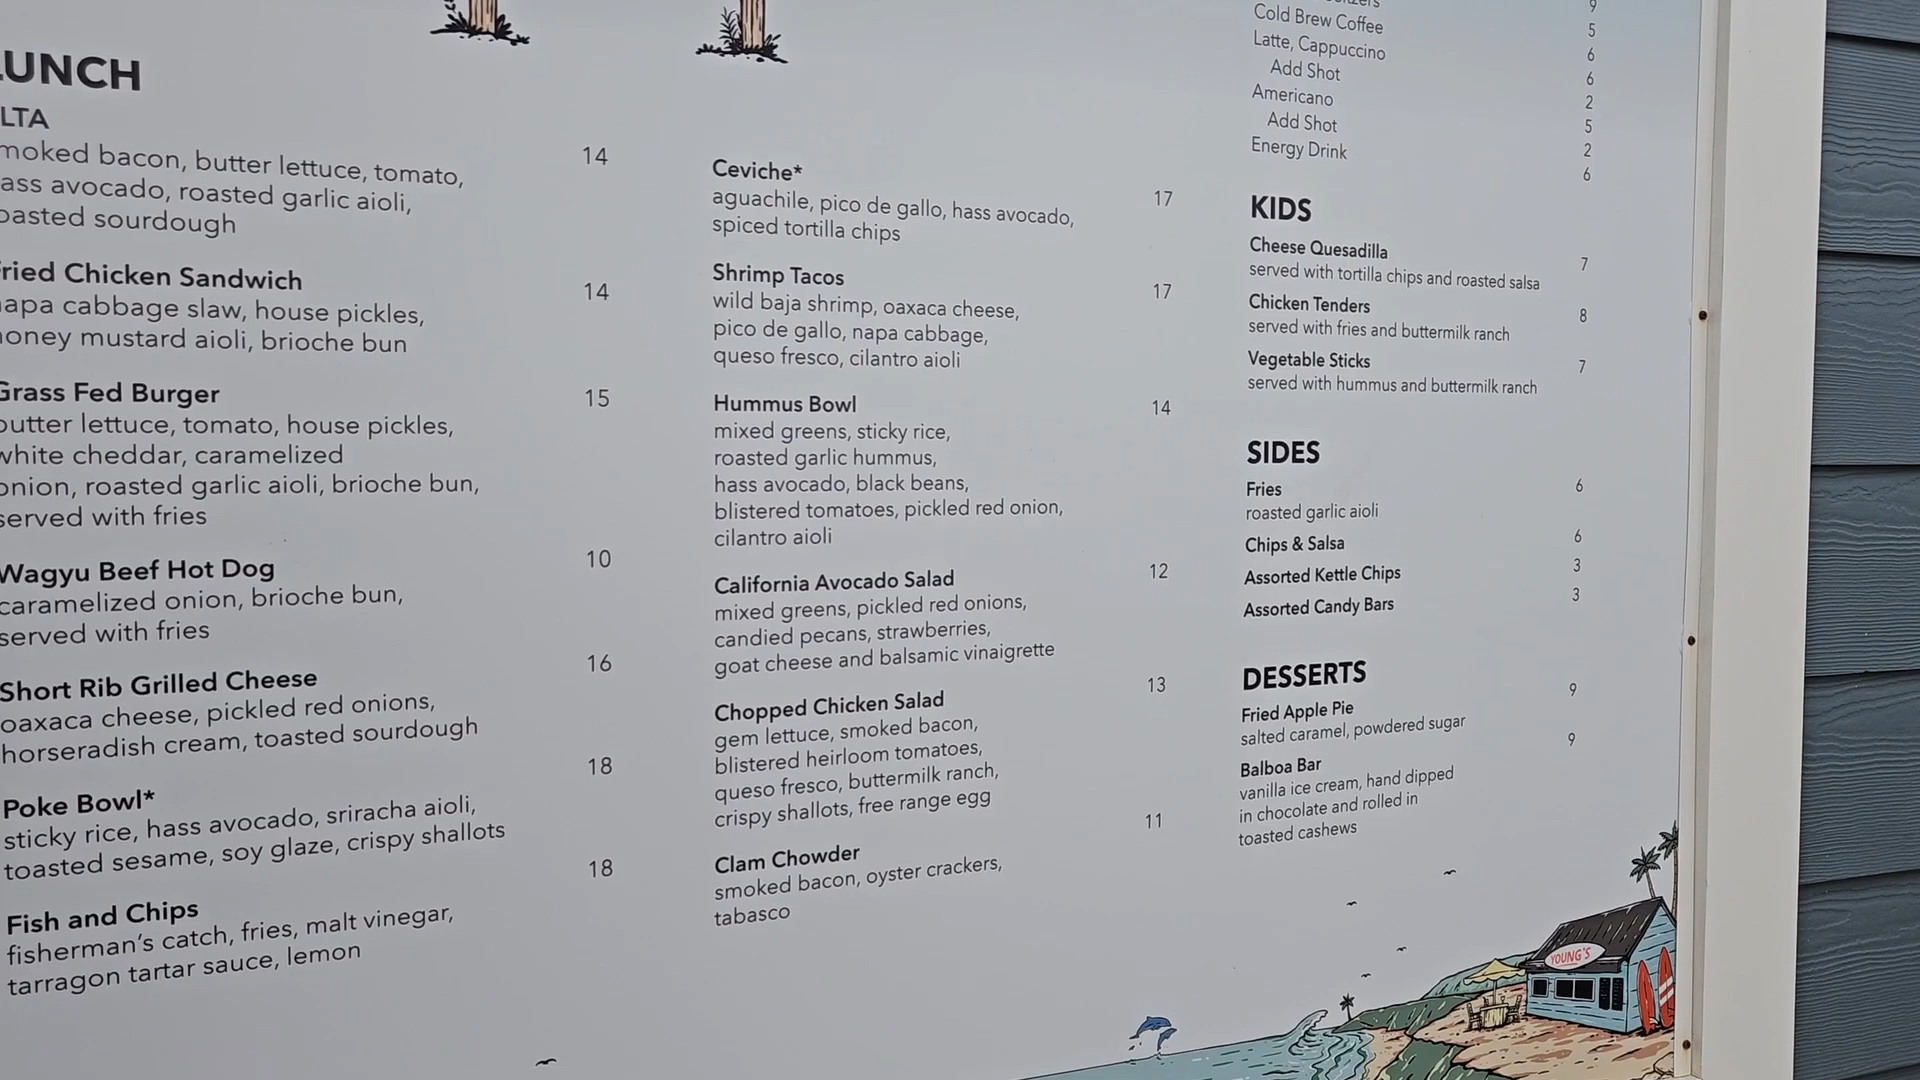 UNCH
LTA
14
moked bacon, butter lettuce, tomato,
ass avocado, roasted garlic aioli,
oasted sourdough
ried Chicken Sandwich
14
napa cabbage slaw, house pickles,
honey mustard aioli, brioche bun
Grass Fed Burger
15
butter lettuce, tomato, house pickles,
white cheddar, caramelized
onion, roasted garlic aioli, brioche bun,
served with fries
Wagyu Beef Hot Dog
10
caramelized onion, brioche bun,
served with fries
Short Rib Grilled Cheese
16
oaxaca cheese, pickled red onions,
horseradish cream, toasted sourdough
Poke Bowl*
18
sticky rice, hass avocado, sriracha aioli,
toasted sesame, soy glaze, crispy shallots
Fish and Chips
18
fisherman's catch, fries, malt vinegar,
tarragon tartar sauce, lemon
Ceviche*
17
aguachile, pico de gallo, hass avocado,
spiced tortilla chips
Shrimp Tacos
17
wild baja shrimp, oaxaca cheese,
pico de gallo, napa cabbage,
queso fresco, cilantro aioli
Hummus Bowl
14
mixed greens, sticky rice,
roasted garlic hummus,
hass avocado, black beans,
blistered tomatoes, pickled red onion,
cilantro aioli
California Avocado Salad
12
mixed greens, pickled red onions,
candied pecans, strawberries,
goat cheese and balsamic vinaigrette
Chopped Chicken Salad
13
gem lettuce, smoked bacon,
blistered heirloom tomatoes,
queso fresco, buttermilk ranch,
crispy shallots, free range egg
Clam Chowder
11
smoked bacon, oyster crackers,
tabasco
9
Cold Brew Coffee
5
Latte, Cappuccino
6
Add Shot
6
Americano
2
Add Shot
5
Energy Drink
2
6
KIDS
Cheese Quesadilla
7
served with tortilla chips and roasted salsa
Chicken Tenders
8
served with fries and buttermilk ranch
Vegetable Sticks
7
served with hummus and buttermilk ranch
SIDES
Fries
6
roasted garlic aioli
Chips & Salsa
6
Assorted Kettle Chips
3
Assorted Candy Bars
3
DESSERTS
Fried Apple Pie
9
salted caramel, powdered sugar
Balboa Bar
9
vanilla ice cream, hand dipped
in chocolate and rolled in
toasted cashews
YOUNG'S